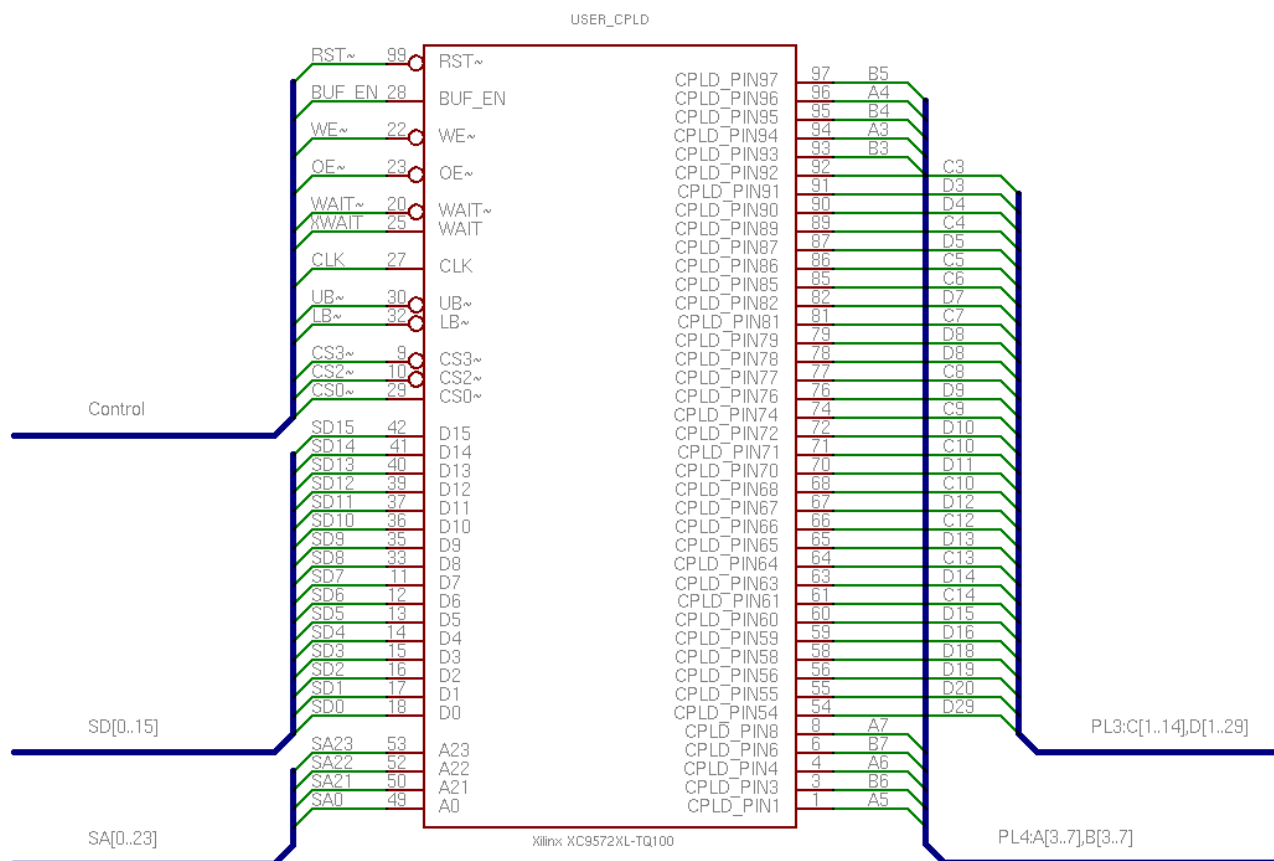 USER_CPLD
RST~ 99 RST~
BUF_EN 28 BUF_EN
WE~ 22 WE~
OE~ 23 OE~
WAIT~ 20 WAIT~
XWAIT 25 WAIT
CLK 27 CLK
UB~ 30 UB~
LB~ 32 LB~
CS3~ 9 CS3~
CS2~ 10 CS2~
CS0~ 29 CS0~
Control
SD15 42 D15
SD14 41 D14
SD13 40 D13
SD12 39 D12
SD11 37 D11
SD10 36 D10
SD9 35 D9
SD8 33 D8
SD7 11 D7
SD6 12 D6
SD5 13 D5
SD4 14 D4
SD3 15 D3
SD2 16 D2
SD1 17 D1
SD0 18 D0
SD[0..15]
SA23 53 A23
SA22 52 A22
SA21 50 A21
SA0 49 A0
SA[0..23]
CPLD_PIN97 97 B5
CPLD_PIN96 96 A4
CPLD_PIN95 95 B4
CPLD_PIN94 94 A3
CPLD_PIN93 93 B3
CPLD_PIN92 92 C3
CPLD_PIN91 91 D3
CPLD_PIN90 90 D4
CPLD_PIN89 89 C4
CPLD_PIN87 87 D5
CPLD_PIN86 86 C5
CPLD_PIN85 85 C6
CPLD_PIN82 82 D7
CPLD_PIN81 81 C7
CPLD_PIN79 79 D8
CPLD_PIN78 78 D8
CPLD_PIN77 77 C8
CPLD_PIN76 76 D9
CPLD_PIN74 74 C9
CPLD_PIN72 72 D10
CPLD_PIN71 71 C10
CPLD_PIN70 70 D11
CPLD_PIN68 68 C10
CPLD_PIN67 67 D12
CPLD_PIN66 66 C12
CPLD_PIN65 65 D13
CPLD_PIN64 64 C13
CPLD_PIN63 63 D14
CPLD_PIN61 61 C14
CPLD_PIN60 60 D15
CPLD_PIN59 59 D16
CPLD_PIN58 58 D18
CPLD_PIN56 56 D19
CPLD_PIN55 55 D20
CPLD_PIN54 54 D29
CPLD_PIN8 8 A7
CPLD_PIN6 6 B7
CPLD_PIN4 4 A6
CPLD_PIN3 3 B6
CPLD_PIN1 1 A5
PL3:C[1..14],D[1..29]
PL4:A[3..7],B[3..7]
Xilinx XC9572XL-TQ100